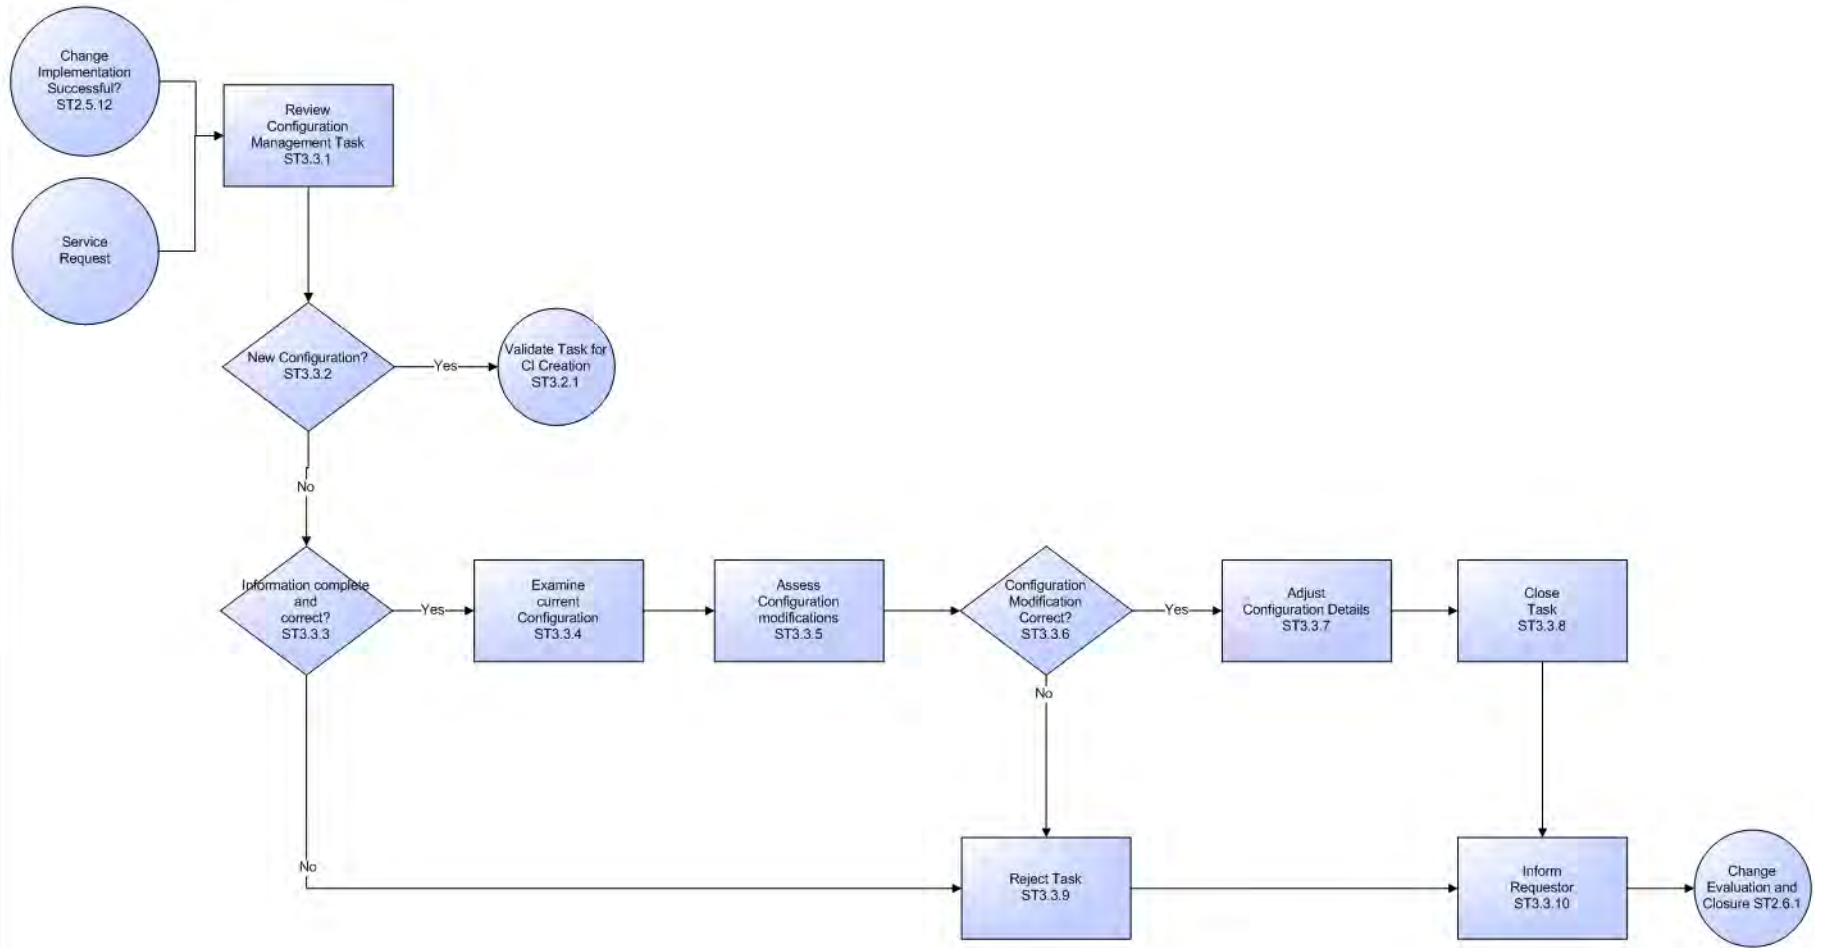 Change
Implementation
Successful?
ST2.5.12
Review
Configuration
Management Task
ST3.3.1
Service
Request
New Configuration?
ST3.3.2
Yes
Validate Task for
CI Creation
ST3.2.1
No
Information complete
and
correct?
ST3.3.3
Yes
Examine
current
Configuration
ST3.3.4
Assess
Configuration
modifications
ST3.3.5
Configuration
Modification
Correct?
ST3.3.6
Yes
Adjust
Configuration Details
ST3.3.7
Close
Task
ST3.3.8
No
No
Reject Task
ST3.3.9
Inform
Requestor
ST3.3.10
Change
Evaluation and
Closure ST2.6.1